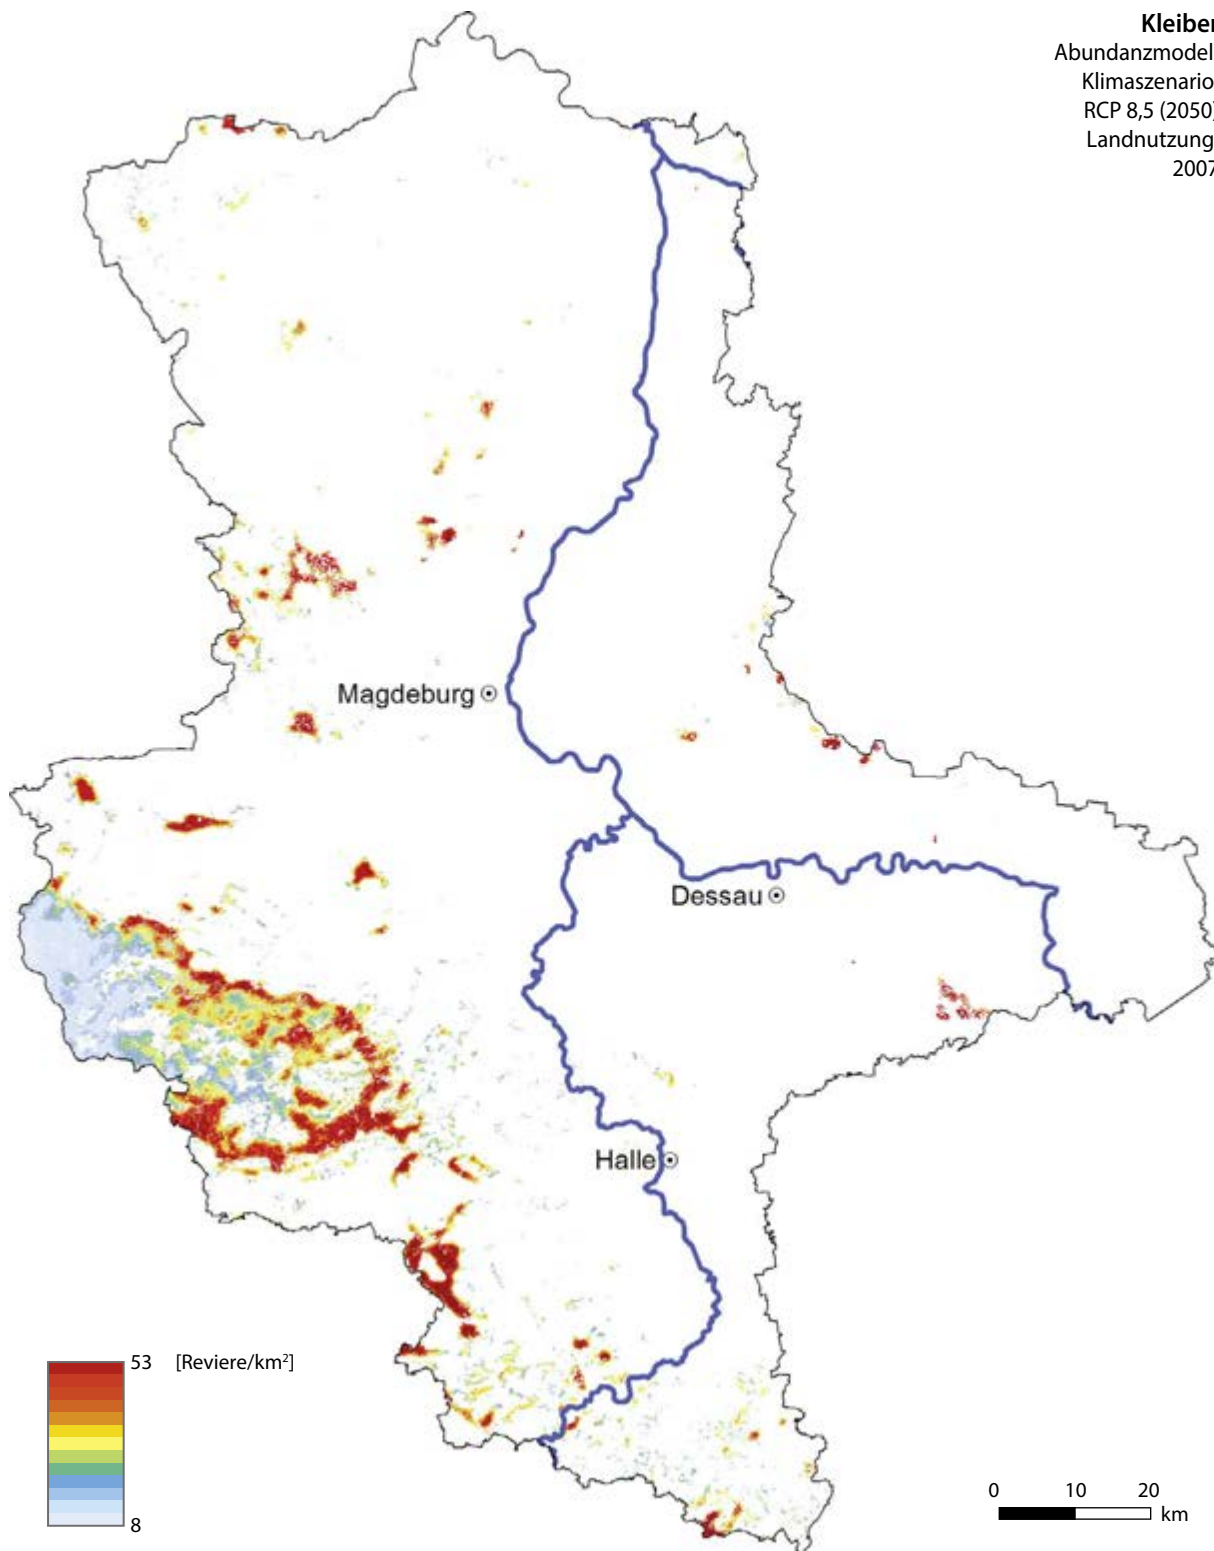 Kleiber
Abundanzmodell
Klimaszenario
RCP 8,5 (2050)
Landnutzung
2007
Magdeburg
Dessau
Halle
53 [Reviere/km²]
8
0 10 20
km